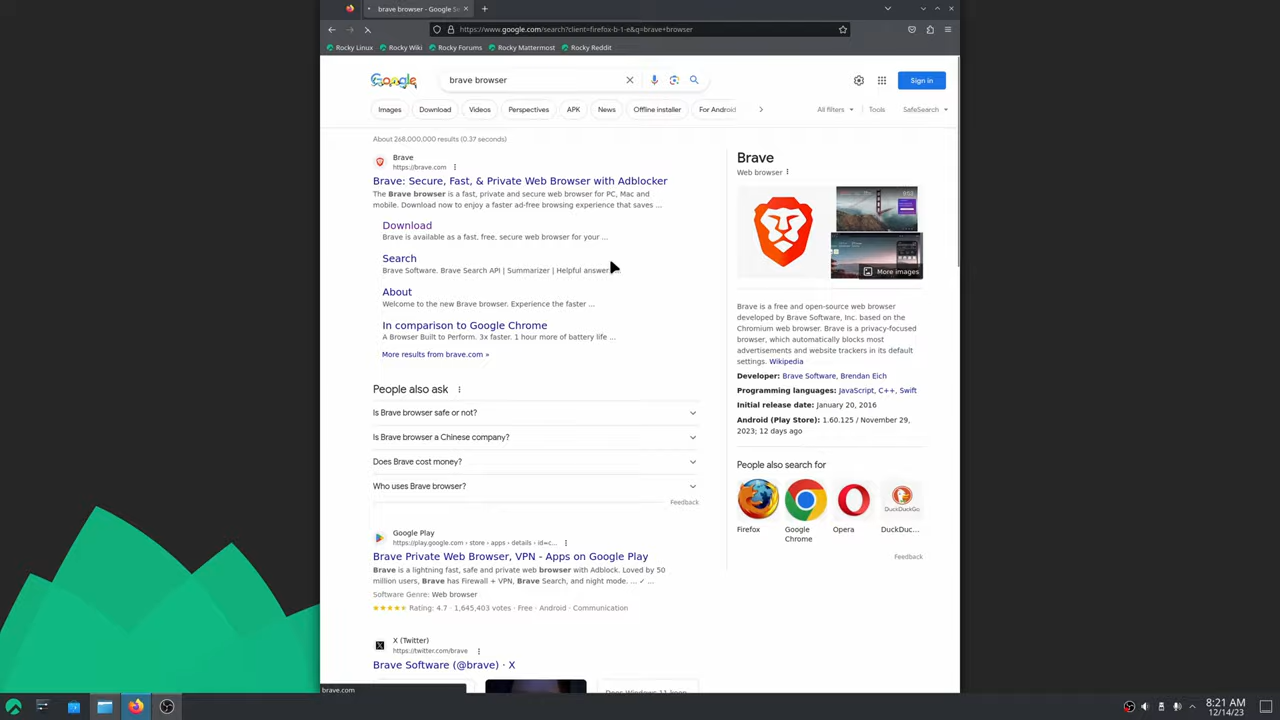 brave browser - Google Se
https://www.google.com/search?client=firefox-b-1-e&q=brave+browser
Rocky Linux
Rocky Wiki
Rocky Forums
Rocky Mattermost
Rocky Reddit
Google
brave browser
Sign in
Images
Download
Videos
Perspectives
APK
News
Offline installer
For Android
All filters
Tools
SafeSearch
About 268,000,000 results (0.37 seconds)
Brave
https://brave.com
Brave: Secure, Fast, & Private Web Browser with Adblocker
The Brave browser is a fast, private and secure web browser for PC, Mac and
mobile. Download now to enjoy a faster ad-free browsing experience that saves ...
Download
Brave is available as a fast, free, secure web browser for your ...
Search
Brave Software. Brave Search API | Summarizer | Helpful answer
About
Welcome to the new Brave browser. Experience the faster ...
In comparison to Google Chrome
A Browser Built to Perform. 3x faster. 1 hour more of battery life ...
More results from brave.com »
People also ask
Is Brave browser safe or not?
Is Brave browser a Chinese company?
Does Brave cost money?
Who uses Brave browser?
Feedback
Google Play
https://play.google.com › store › apps › details › id=c...
Brave Private Web Browser, VPN - Apps on Google Play
Brave is a lightning fast, safe and private web browser with Adblock. Loved by 50
million users, Brave has Firewall + VPN, Brave Search, and night mode. ... ✓ ...
Software Genre: Web browser
Rating: 4.7 · 1,645,403 votes · Free · Android · Communication
X (Twitter)
https://twitter.com/brave
Brave Software (@brave) · X
Does Windows 11 keep
Brave
Web browser
More images
Brave is a free and open-source web browser
developed by Brave Software, Inc. based on the
Chromium web browser. Brave is a privacy-focused
browser, which automatically blocks most
advertisements and website trackers in its default
settings. Wikipedia
Developer: Brave Software, Brendan Eich
Programming languages: JavaScript, C++, Swift
Initial release date: January 20, 2016
Android (Play Store): 1.60.125 / November 29,
2023; 12 days ago
People also search for
DuckDuckGo
Firefox
Google
Chrome
Opera
DuckDuc...
Feedback
brave.com
8:21 AM
12/14/23